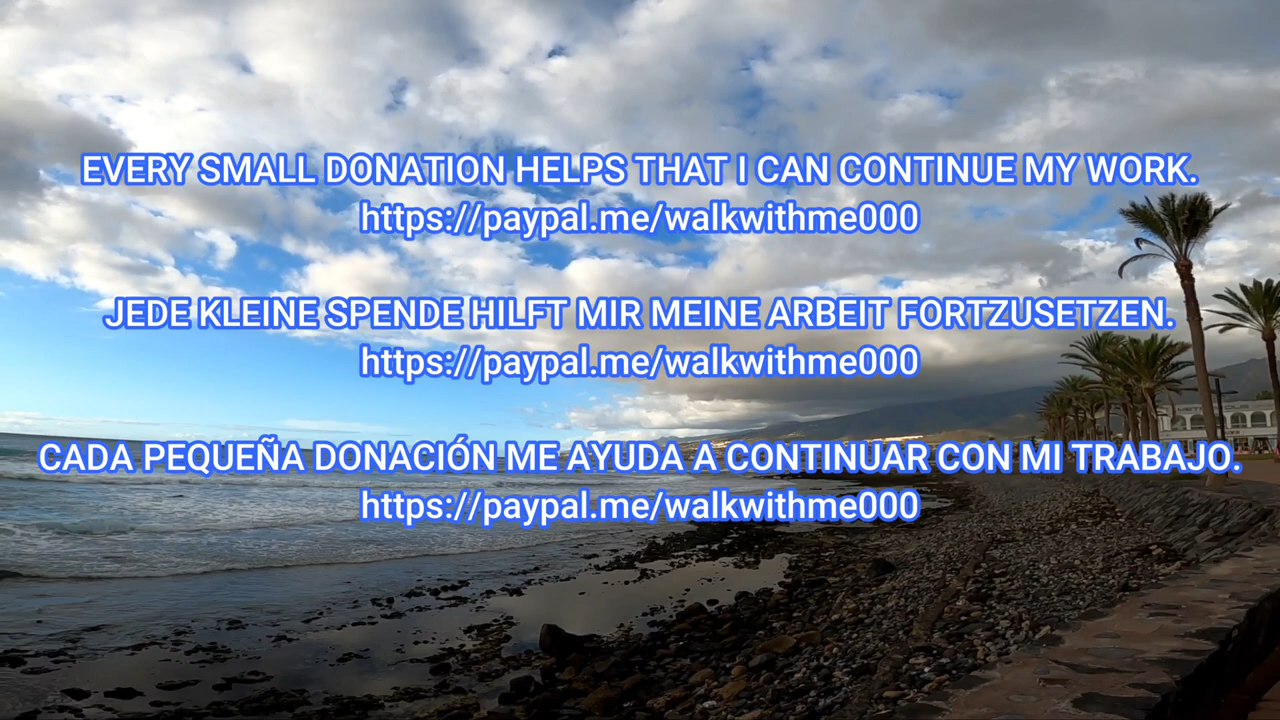 EVERY SMALL DONATION HELPS THAT I CAN CONTINUE MY WORK.
https://paypal.me/walkwithme000
JEDE KLEINE SPENDE HILFT MIR MEINE ARBEIT FORTZUSETZEN.
https://paypal.me/walkwithme000
CADA PEQUEÑA DONACIÓN ME AYUDA A CONTINUAR CON MI TRABAJO.
https://paypal.me/walkwithme000